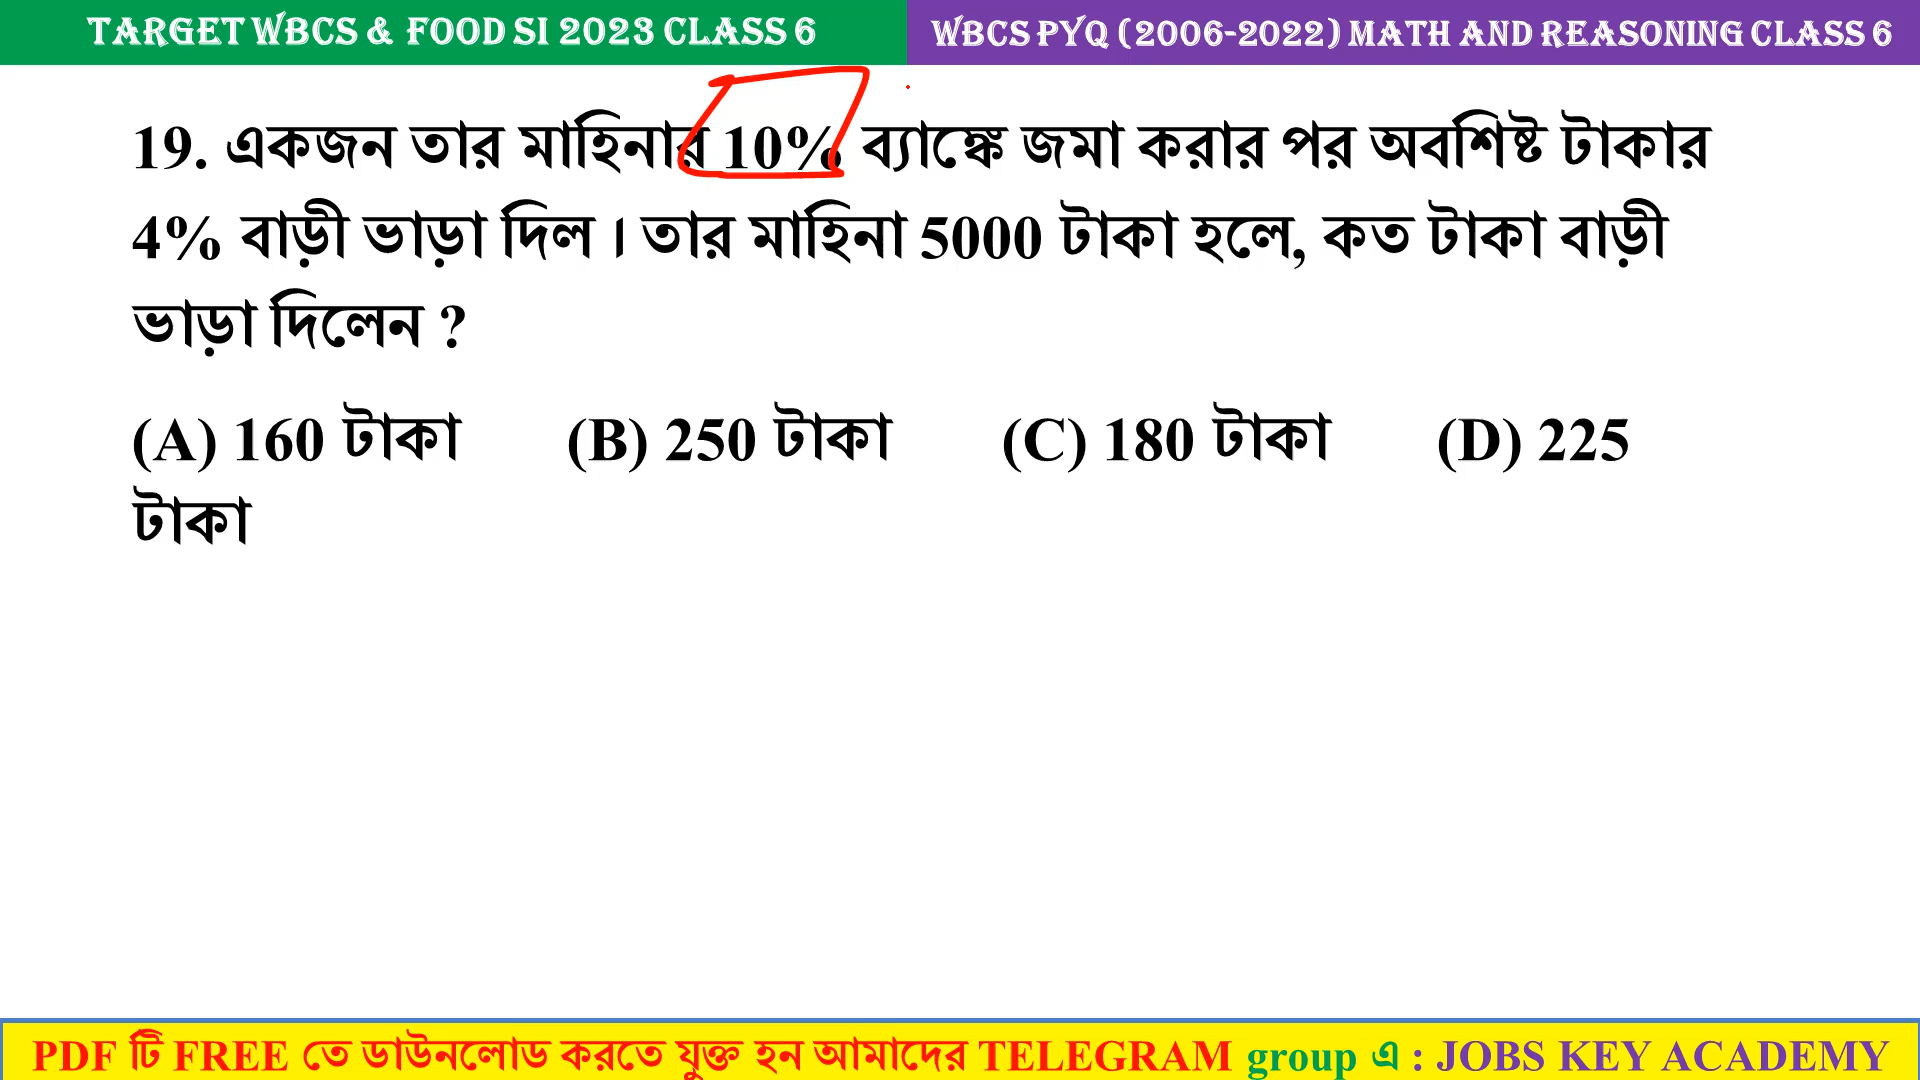 TARGET WBCS & FOOD SI 2023 CLASS 6
WBCS PYQ (2006-2022) MATH AND REASONING CLASS 6
19. একজন তার মাহিনার 10% ব্যাঙ্কে জমা করার পর অবশিষ্ট টাকার
4% বাড়ী ভাড়া দিল । তার মাহিনা 5000 টাকা হলে, কত টাকা বাড়ী
ভাড়া দিলেন ?
(A) 160 টাকা (B) 250 টাকা (C) 180 টাকা (D) 225
টাকা
PDF টি FREE তে ডাউনলোড করতে যুক্ত হন আমাদের TELEGRAM group এ : JOBS KEY ACADEMY